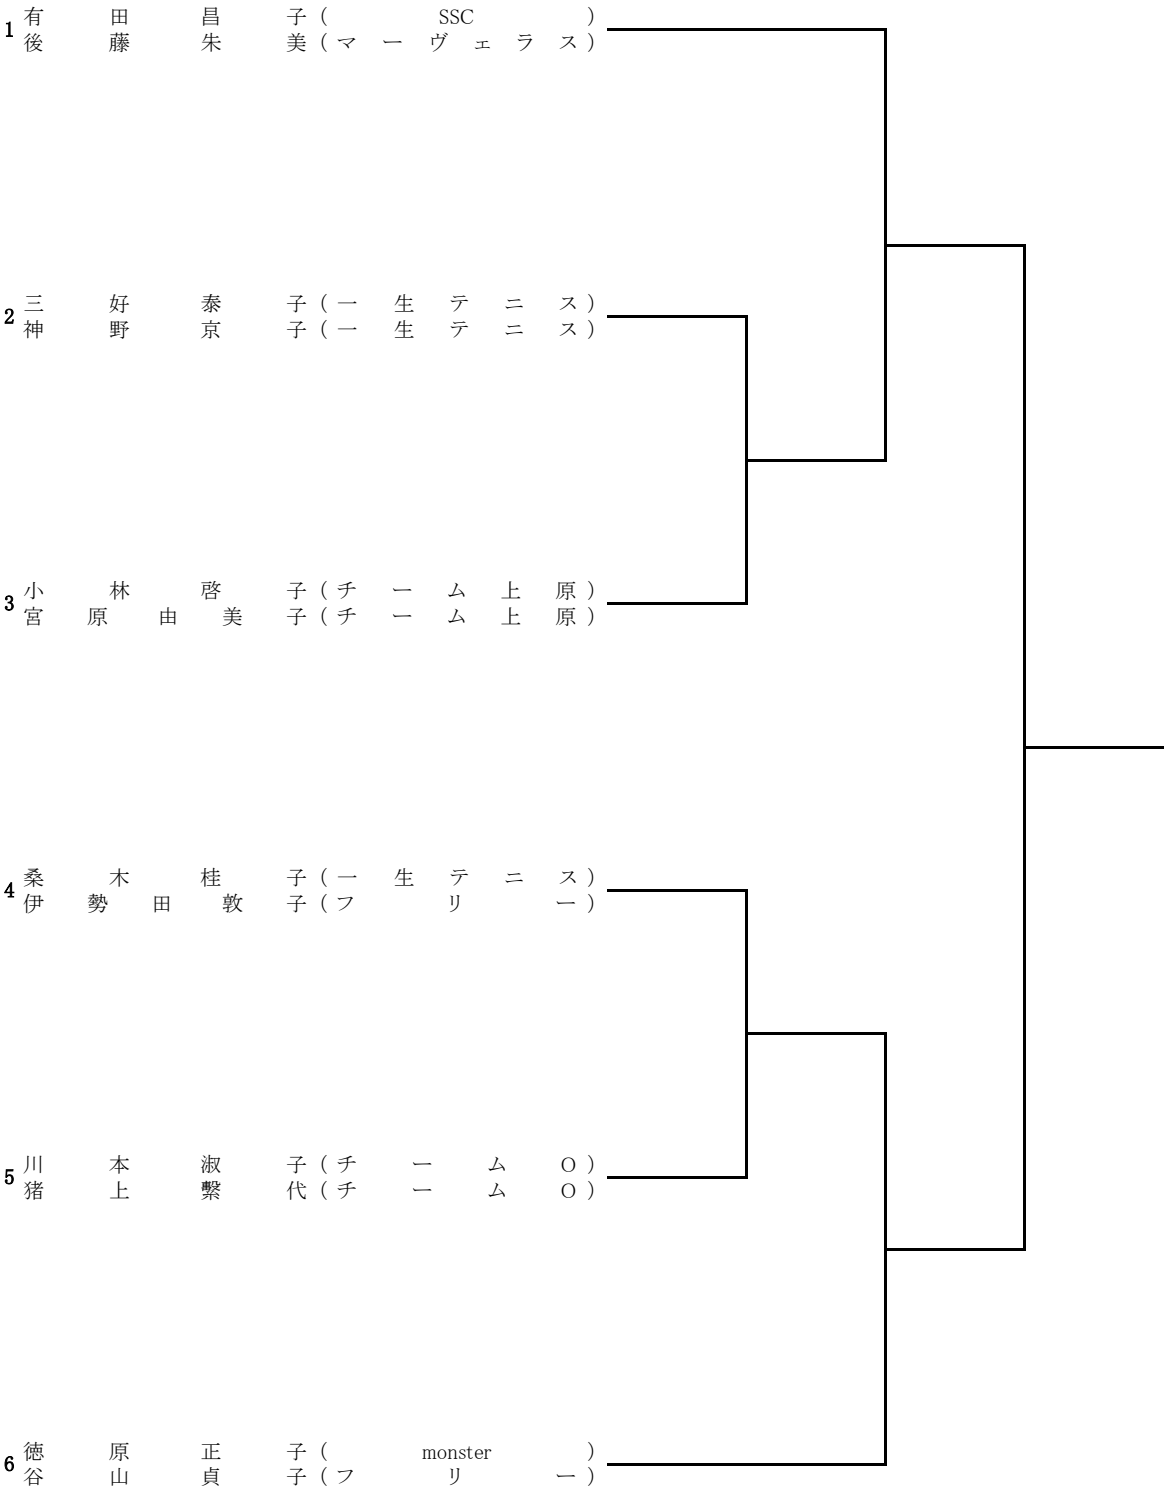 有田昌子(SSC)
1
後藤朱美(マーヴェラス)
三好泰子(一生テニス)
2
神野京子(一生テニス)
小林啓子(チーム上原)
3
宮原由美子(チーム上原)
桑木桂子(一生テニス)
4
伊勢田敦子(フリー)
川本淑子(チームO)
5
猪上繫代(チームO)
徳原正子(monster)
6
谷山貞子(フリー)